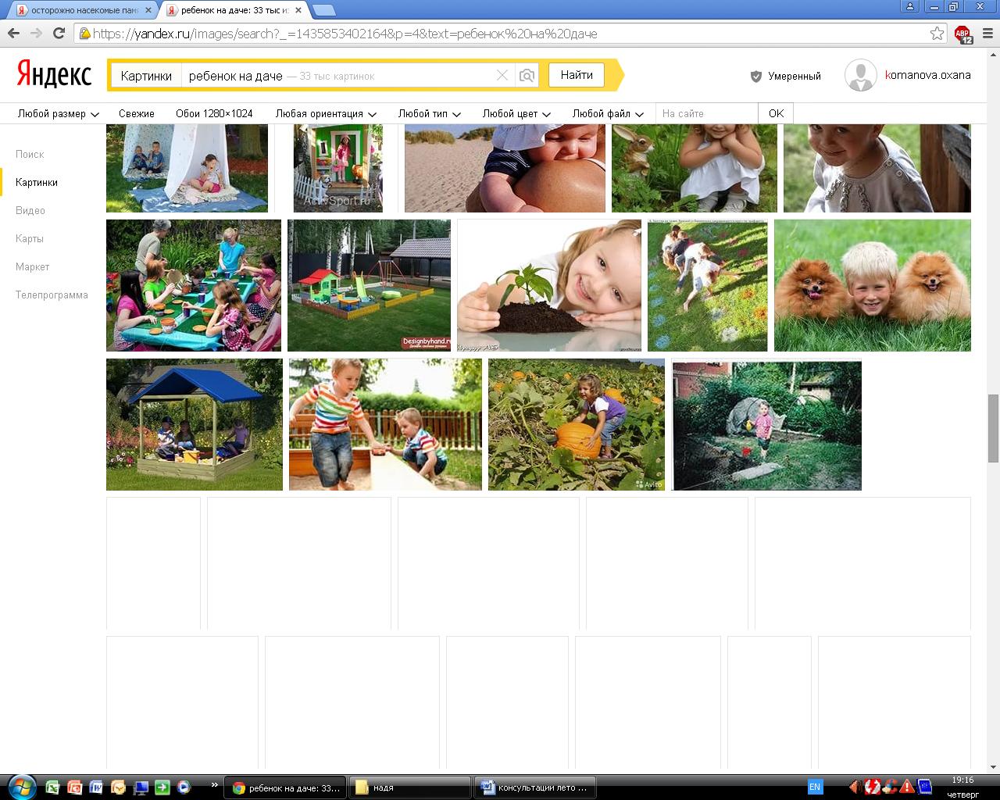 осторожно насекомые пам
ребенок на даче: 33 тыс и
https://yandex.ru/images/search?_=1435853402164&p=4&text=ребенок%20на%20даче
ABP
12
Яндекс
Картинки
ребенок на даче — 33 тыс картинок
Найти
Умеренный
komanova.oxana
Любой размер
Свежие
Обои 1280×1024
Любая ориентация
Любой тип
Любой цвет
Любой файл
На сайте
OK
Поиск
Картинки
Видео
Карты
Маркет
Телепрограмма
ActivSport.ru
Designbyhand.ru
Avito
ребенок на даче: 33...
надя
консультации лето ...
EN
19:16
четверг